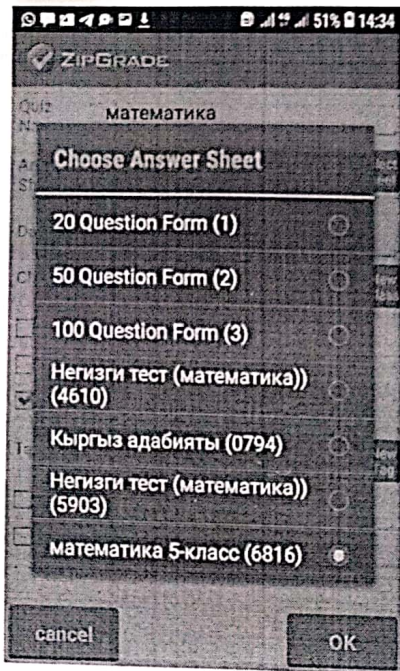 51% 14:34
ZIPGRADE
Quiz
математика
Choose Answer Sheet
20 Question Form (1)
50 Question Form (2)
100 Question Form (3)
Негизги тест (математика))
(4610)
Кыргыз адабияты (0794)
Негизги тест (математика))
(5903)
математика 5-класс (6816)
cancel
OK